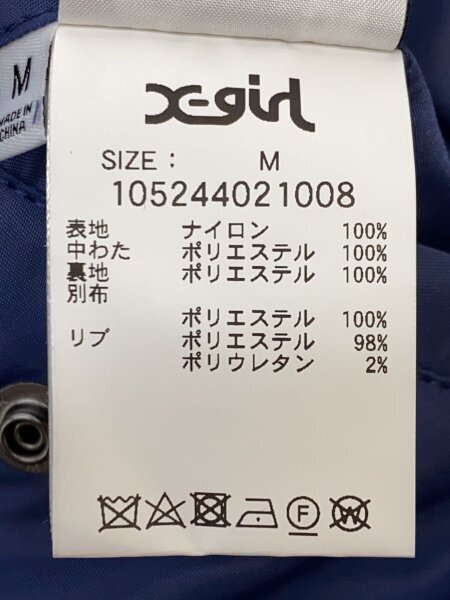 M
MADE IN
CHINA
X-girl
SIZE : M
105244021008
表地 ナイロン 100%
中わた ポリエステル 100%
裏地 ポリエステル 100%
別布
ポリエステル 100%
リブ ポリエステル 98%
ポリウレタン 2%
F
W